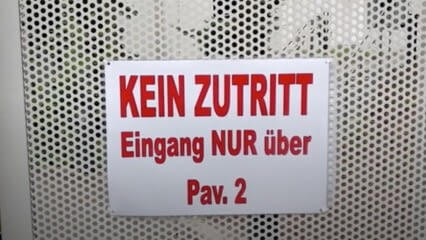 KEIN ZUTRITT
Eingang NUR über
Pav. 2